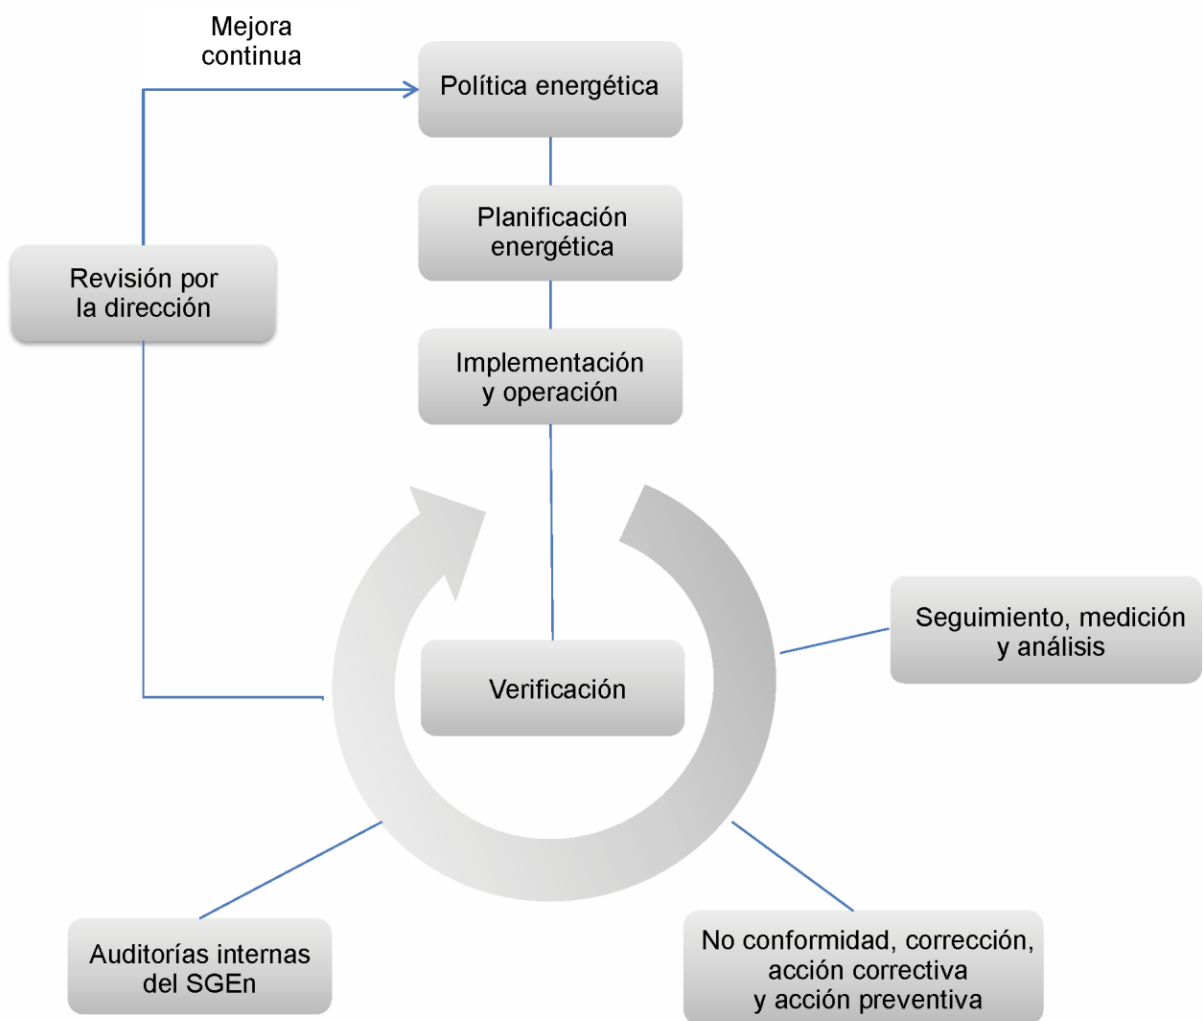 Mejora
continua
Política energética
Planificación
energética
Revisión por
la dirección
Implementación
y operación
Seguimiento, medición
y análisis
Verificación
Auditorías internas
del SGEn
No conformidad, corrección,
acción correctiva
y acción preventiva